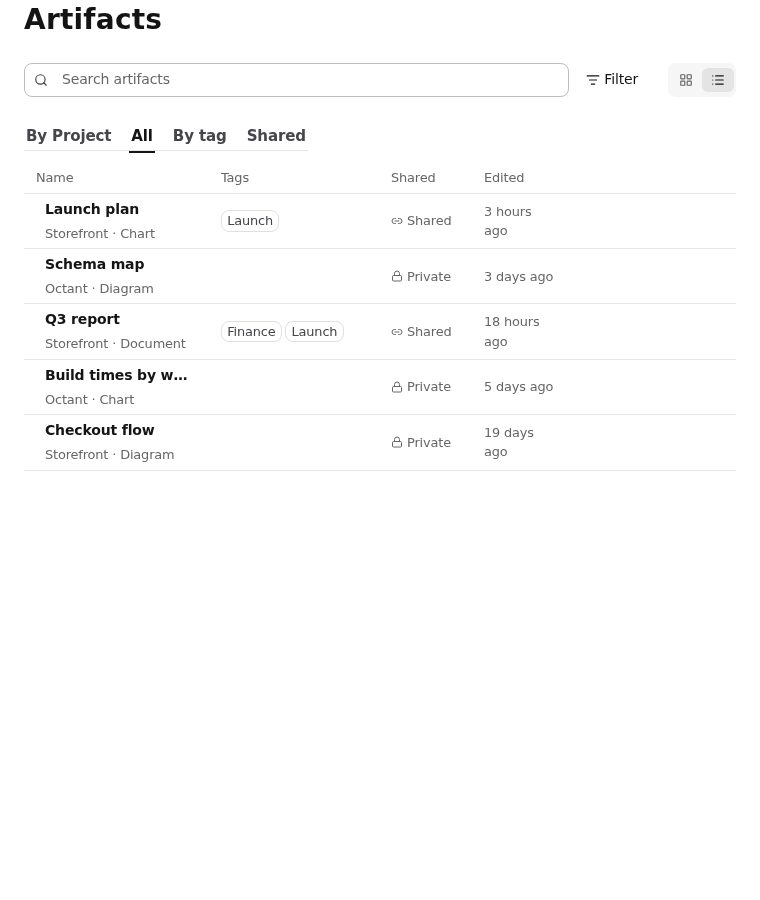 Artifacts
Search artifacts
Filter
By Project All By tag Shared
Name Tags Shared Edited
Launch plan
Storefront · Chart
Launch
Shared
3 hours
ago
Schema map
Octant · Diagram
Private
3 days ago
Q3 report
Storefront · Document
Finance Launch
Shared
18 hours
ago
Build times by w…
Octant · Chart
Private
5 days ago
Checkout flow
Storefront · Diagram
Private
19 days
ago